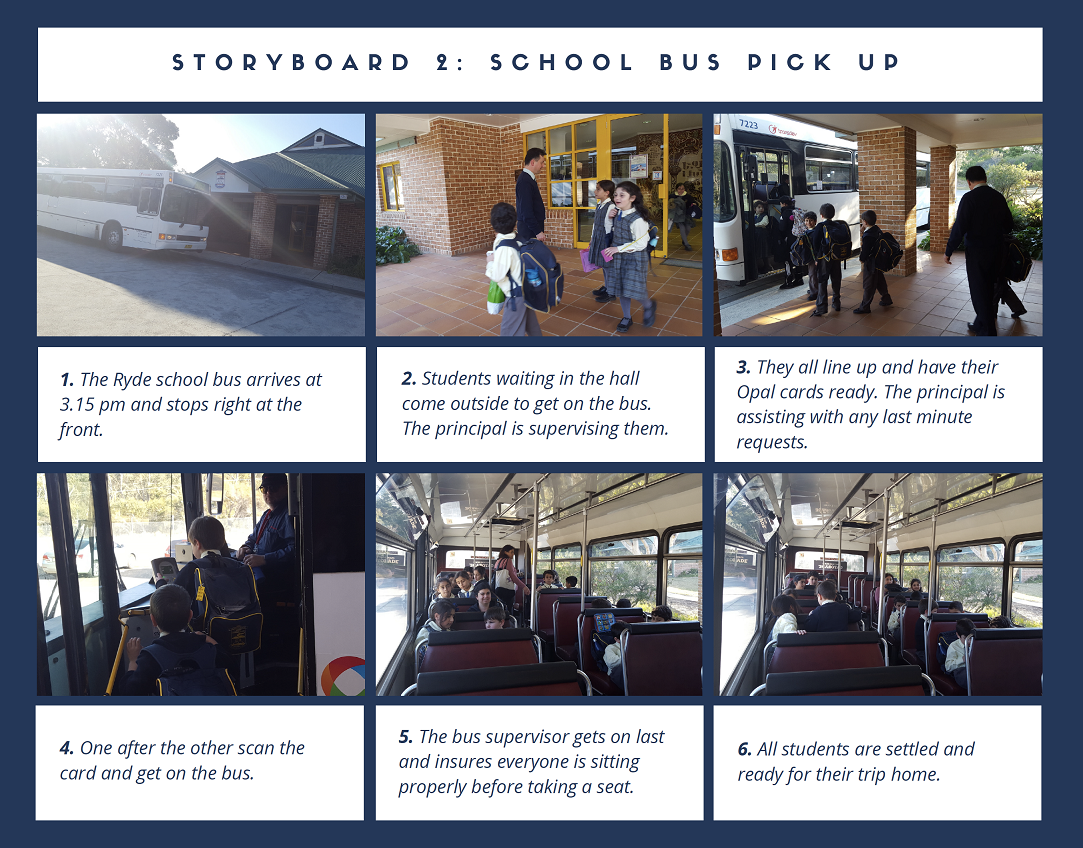 STORYBOARD 2: SCHOOL BUS PICK UP
7223
1. The Ryde school bus arrives at
3.15 pm and stops right at the
front.
2. Students waiting in the hall
come outside to get on the bus.
The principal is supervising them.
3. They all line up and have their
Opal cards ready. The principal is
assisting with any last minute
requests.
4. One after the other scan the
card and get on the bus.
5. The bus supervisor gets on last
and insures everyone is sitting
properly before taking a seat.
6. All students are settled and
ready for their trip home.